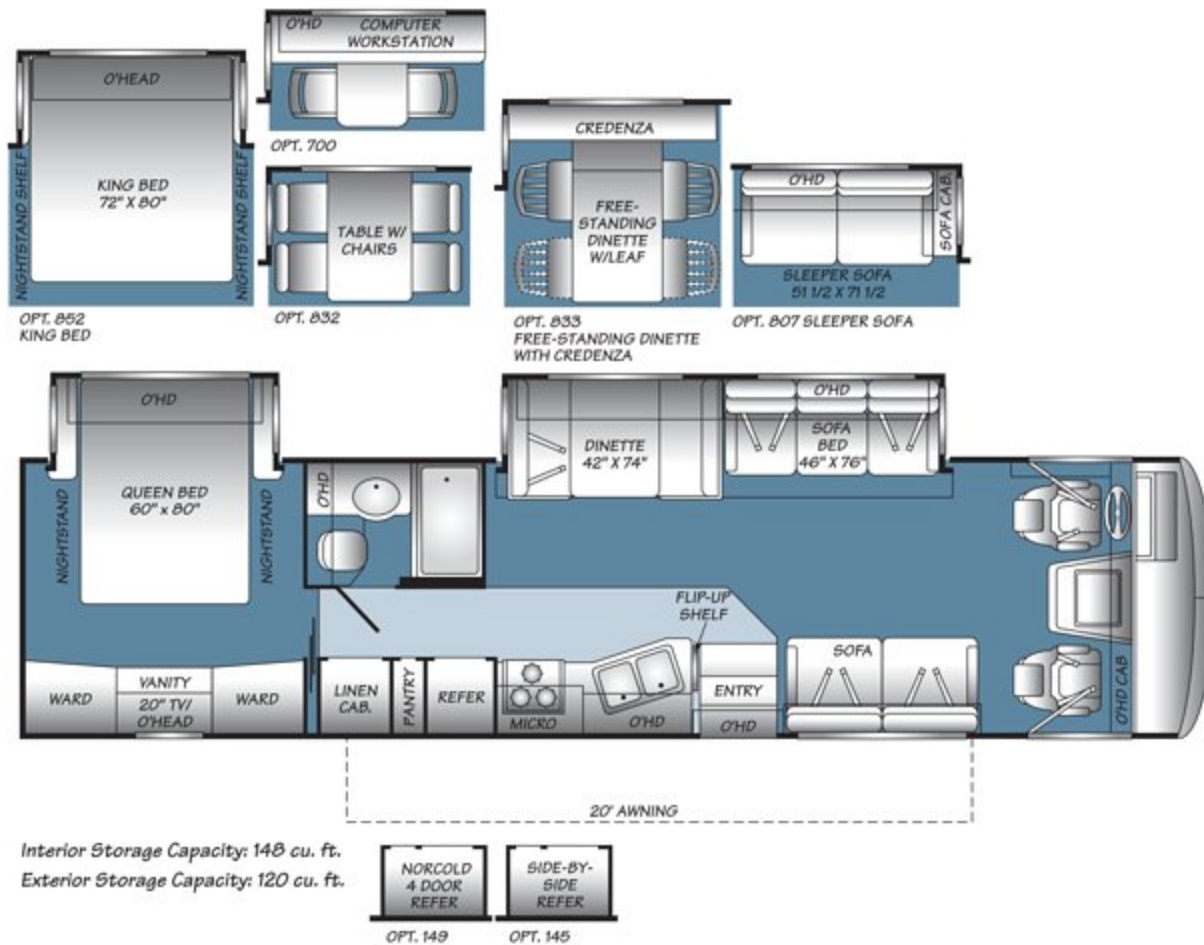 O'HEAD
KING BED
72" X 80"
NIGHTSTAND SHELF
NIGHTSTAND SHELF
OPT. 852
KING BED
O'HD
COMPUTER
WORKSTATION
OPT. 700
TABLE W/
CHAIRS
OPT. 832
CREDENZA
FREE-
STANDING
DINETTE
W/LEAF
OPT. 833
FREE-STANDING DINETTE
WITH CREDENZA
O'HD
SOFA CAB.
SLEEPER SOFA
51 1/2 X 71 1/2
OPT. 807 SLEEPER SOFA
O'HD
QUEEN BED
60" x 80"
NIGHTSTAND
NIGHTSTAND
O'HD
DINETTE
42" X 74"
O'HD
SOFA
BED
46" X 76"
FLIP-UP
SHELF
WARD
VANITY
20" TV/
O'HEAD
WARD
LINEN
CAB.
PANTRY
REFER
MICRO
O'HD
ENTRY
O'HD
SOFA
O'HD CAB
20' AWNING
Interior Storage Capacity: 148 cu. ft.
Exterior Storage Capacity: 120 cu. ft.
NORCOLD
4 DOOR
REFER
OPT. 149
SIDE-BY-
SIDE
REFER
OPT. 145